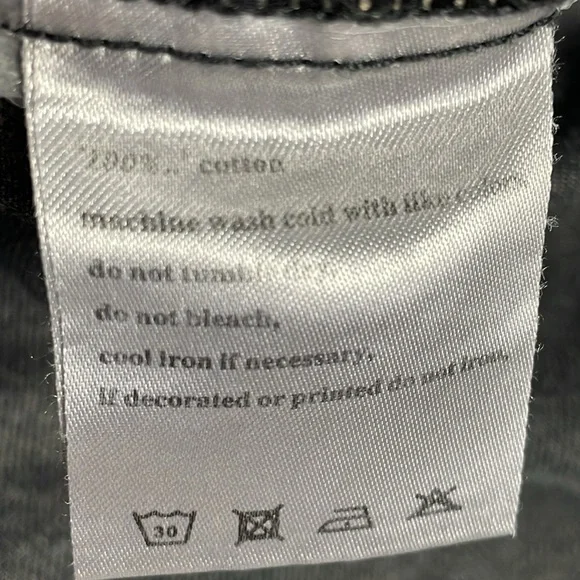 "100%.." cotton
machine wash cold with like colors,
do not tumble dry,
do not bleach,
cool iron if necessary,
if decorated or printed do not iron,
30